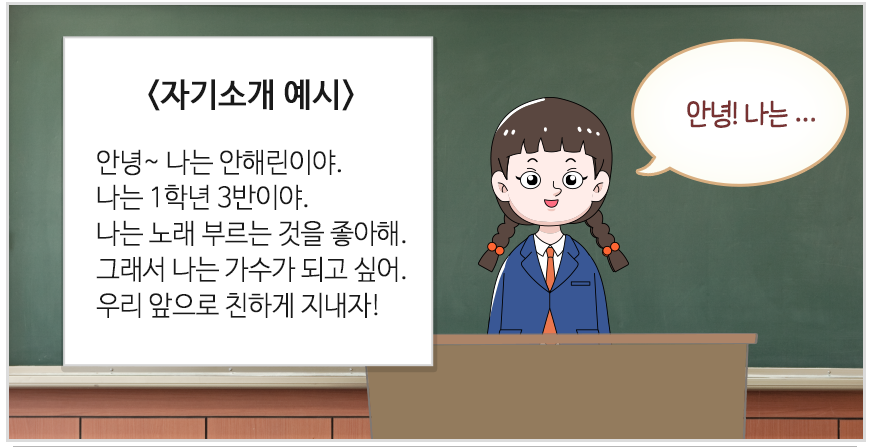 <자기소개 예시>
안녕~ 나는 안해린이야.
나는 1학년 3반이야.
나는 노래 부르는 것을 좋아해.
그래서 나는 가수가 되고 싶어.
우리 앞으로 친하게 지내자!
안녕! 나는 ...